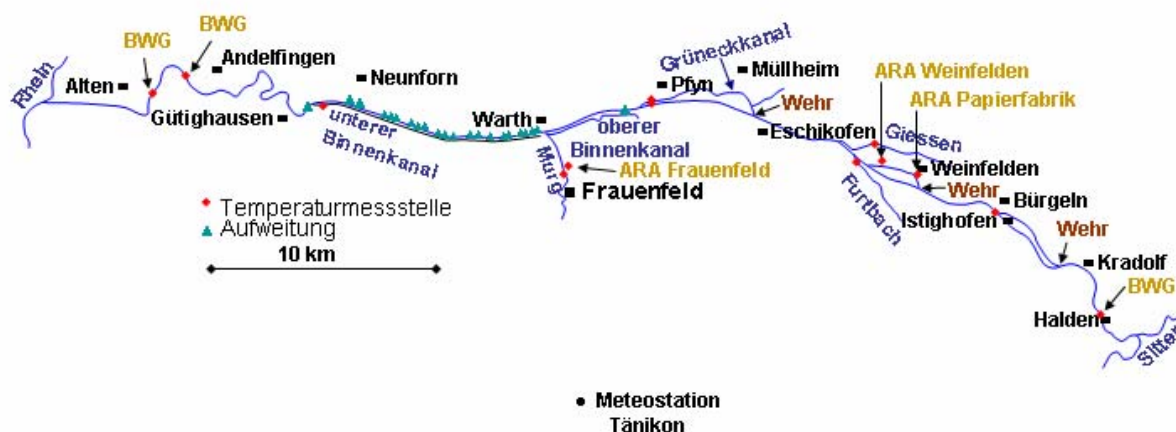 BWG
BWG
Andelfingen
Rhein
Alten
Neunforn
Gütighausen
unterer
Binnenkanal
Warth
Murg
ARA Frauenfeld
Frauenfeld
Pfyn
Grüneckkanal
Müllheim
oberer
Binnenkanal
Wehr
Eschikofen
ARA Weinfelden
ARA Papierfabrik
Giessen
Weinfelden
Wehr
Furtbach
Bürgeln
Istighofen
Wehr
Kradolf
BWG
Halden
Sitter
Temperaturmessstelle
Aufweitung
10 km
Meteostation
Tänikon